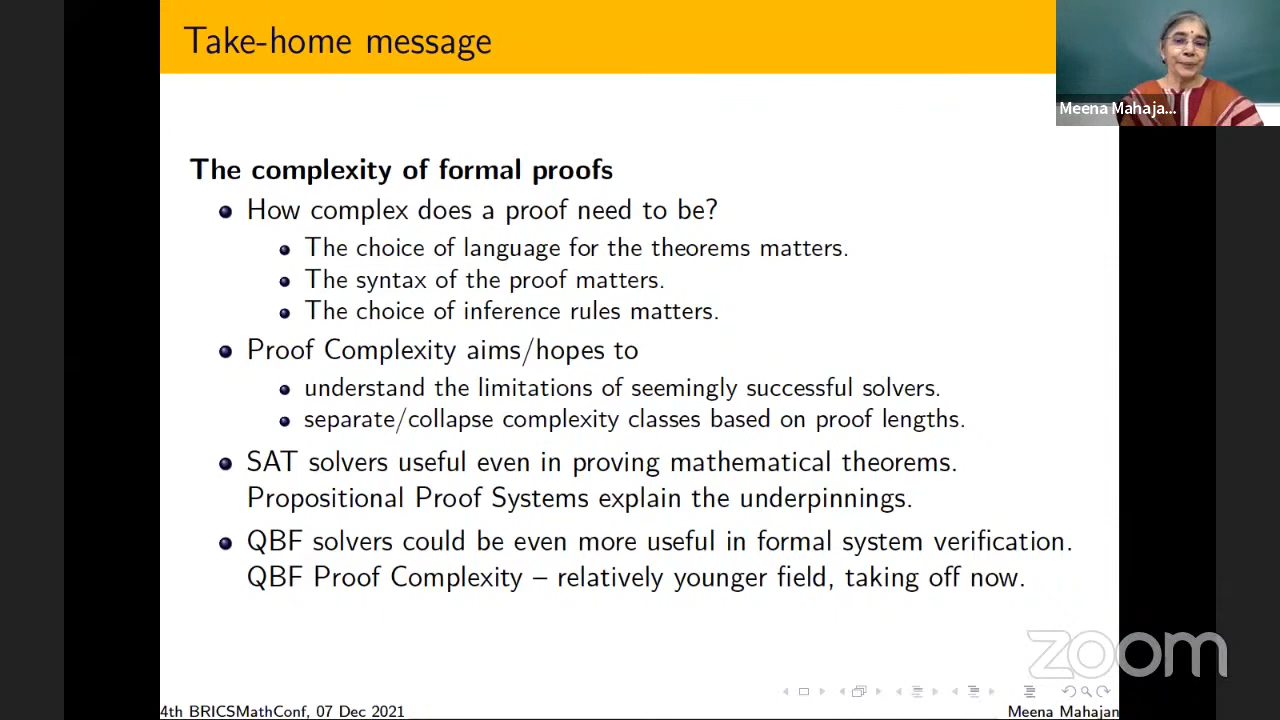 Take-home message
Meena Mahaja...
The complexity of formal proofs
How complex does a proof need to be?
The choice of language for the theorems matters.
The syntax of the proof matters.
The choice of inference rules matters.
Proof Complexity aims/hopes to
understand the limitations of seemingly successful solvers.
separate/collapse complexity classes based on proof lengths.
SAT solvers useful even in proving mathematical theorems.
Propositional Proof Systems explain the underpinnings.
QBF solvers could be even more useful in formal system verification.
QBF Proof Complexity – relatively younger field, taking off now.
zoom
4th BRICSMathConf, 07 Dec 2021
Meena Mahajan